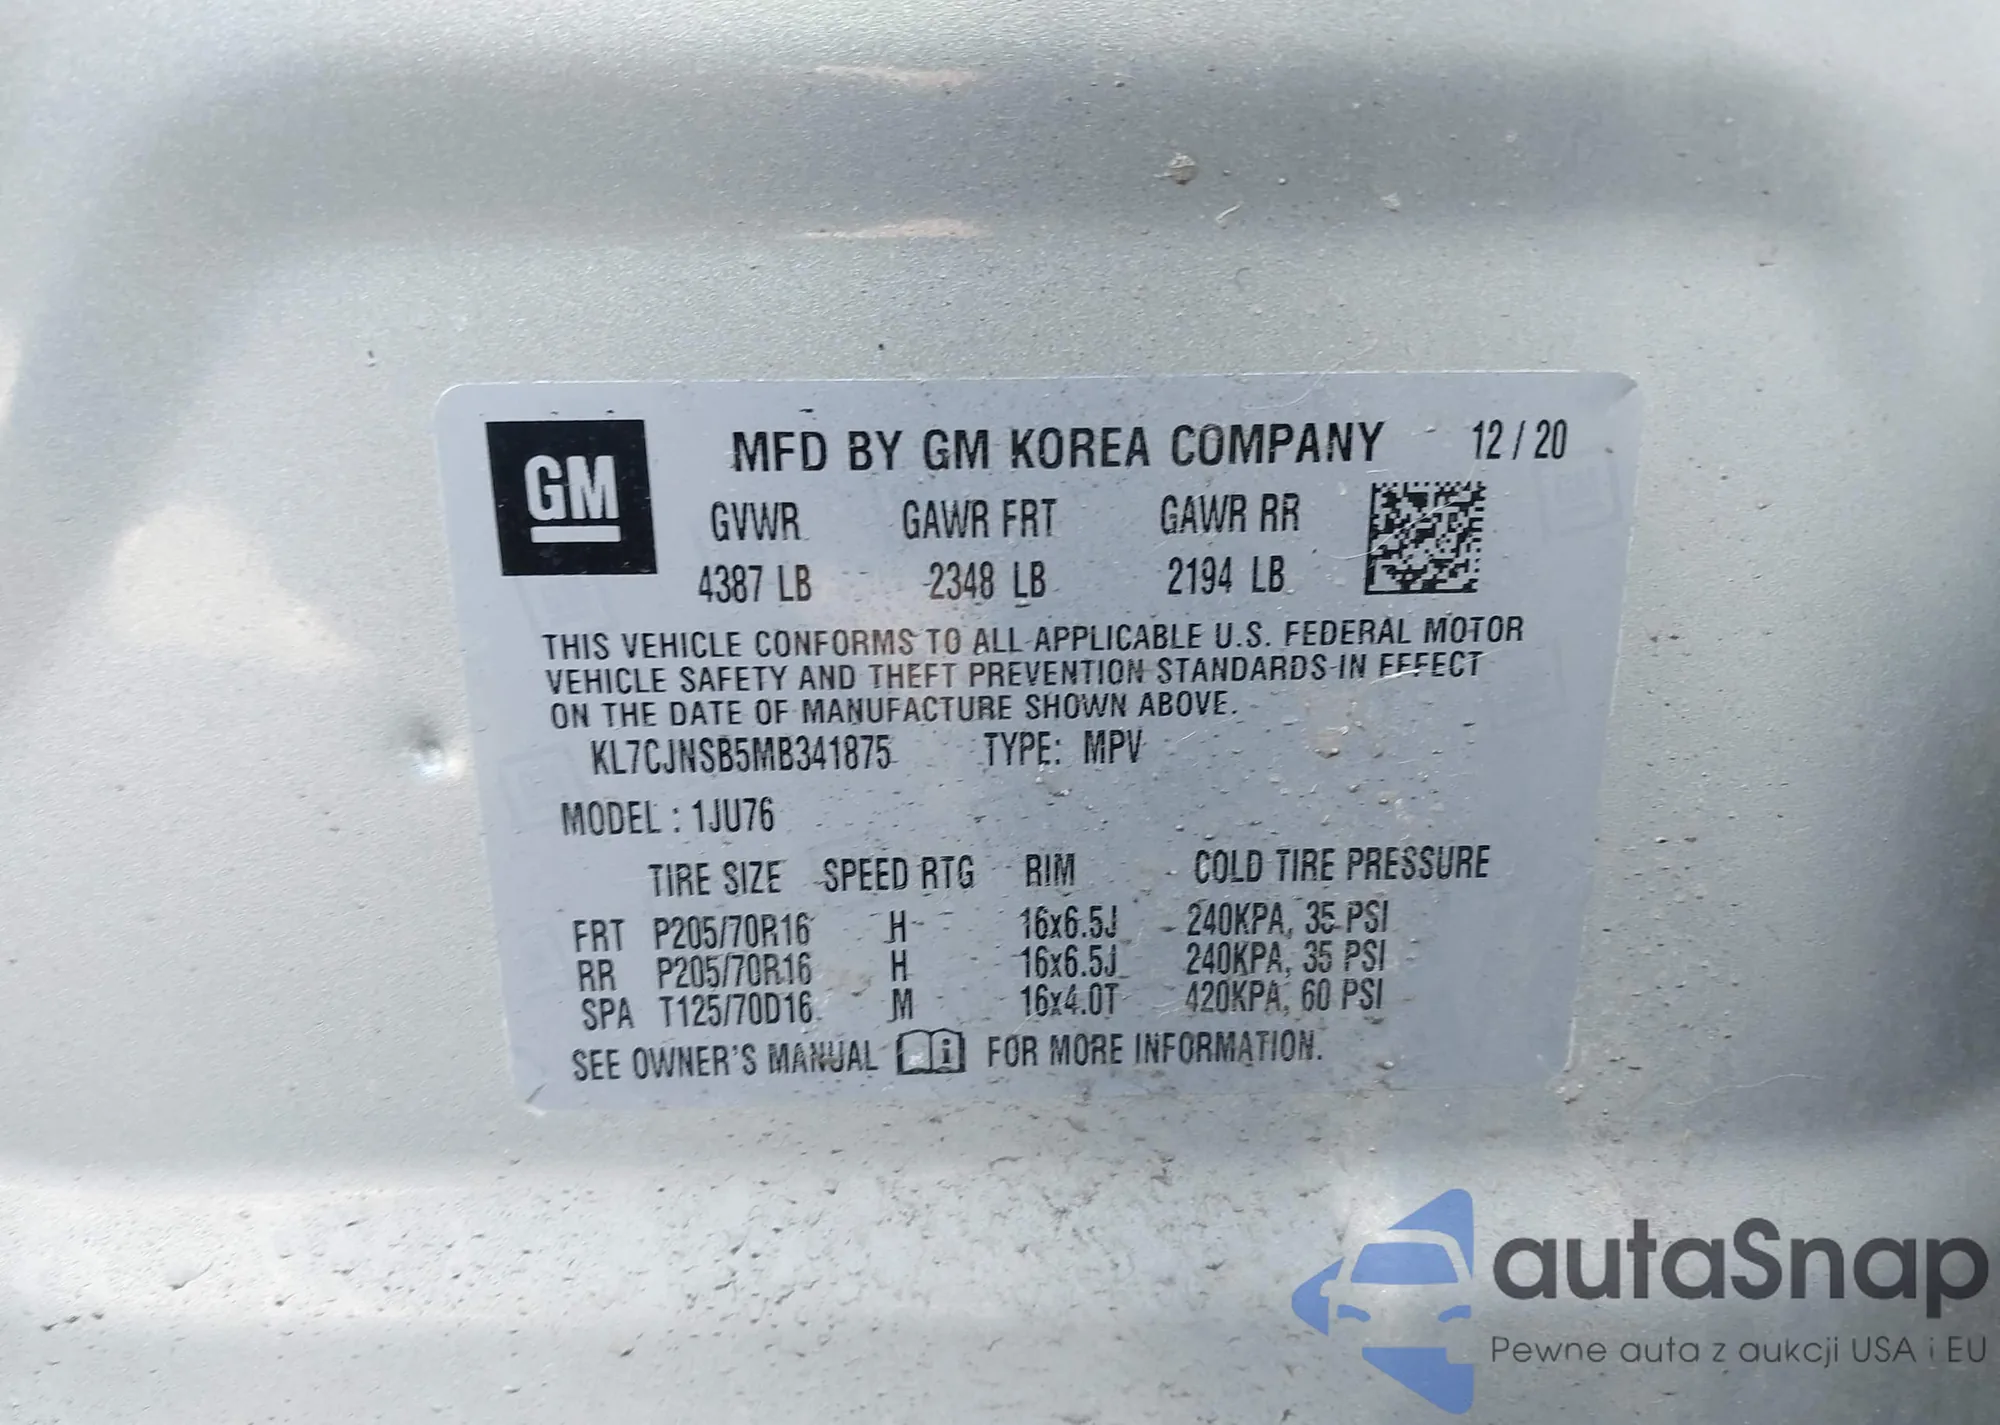 GM
MFD BY GM KOREA COMPANY 12 / 20
GVWR GAWR FRT GAWR RR
4387 LB 2348 LB 2194 LB
THIS VEHICLE CONFORMS TO ALL APPLICABLE U.S. FEDERAL MOTOR
VEHICLE SAFETY AND THEFT PREVENTION STANDARDS IN EFFECT
ON THE DATE OF MANUFACTURE SHOWN ABOVE.
KL7CJNSB5MB341875 TYPE: MPV
MODEL : 1JU76
TIRE SIZE SPEED RTG RIM COLD TIRE PRESSURE
FRT P205/70R16 H 16x6.5J 240KPA, 35 PSI
RR P205/70R16 H 16x6.5J 240KPA, 35 PSI
SPA T125/70D16 M 16x4.0T 420KPA, 60 PSI
SEE OWNER'S MANUAL i FOR MORE INFORMATION.
autaSnap
Pewne auta z aukcji USA i EU